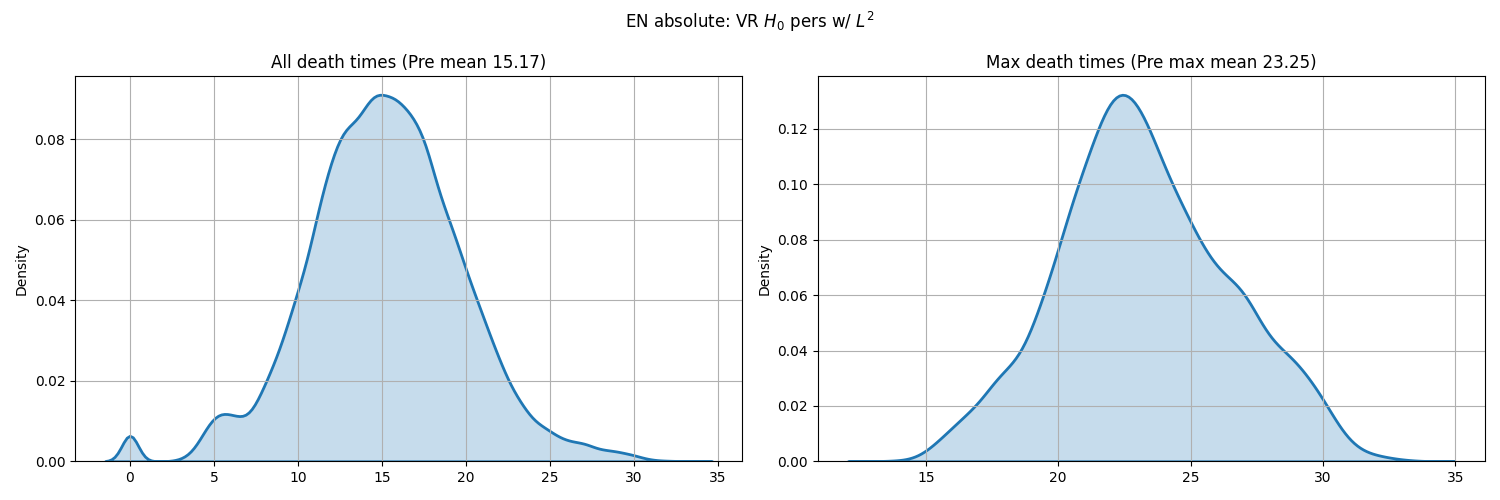 EN absolute: VR $H_0$ pers w/ $L^2$
All death times (Pre mean 15.17)
Density
0.08
0.06
0.04
0.02
0.00
0 5 10 15 20 25 30 35
Max death times (Pre max mean 23.25)
Density
0.12
0.10
0.08
0.06
0.04
0.02
0.00
15 20 25 30 35